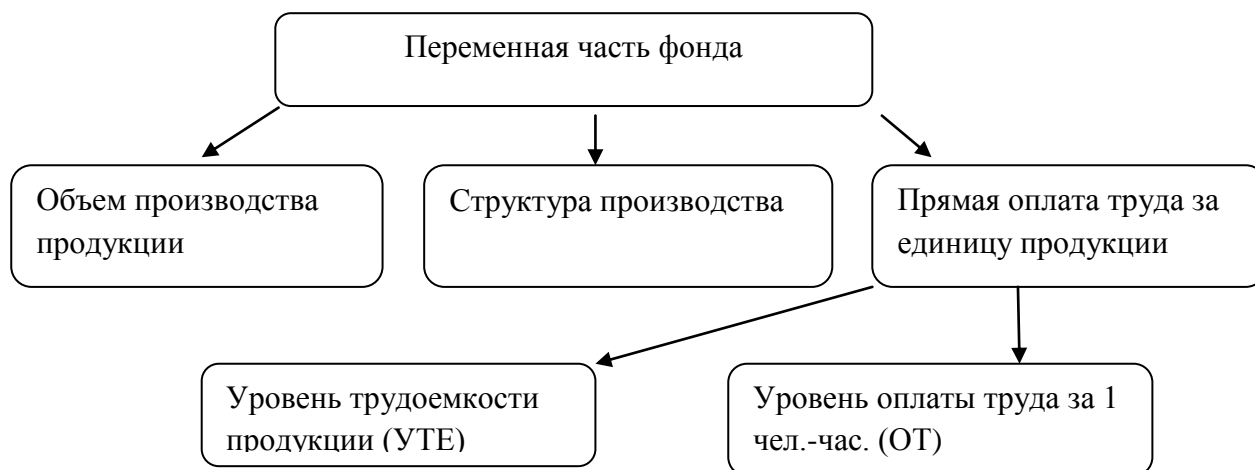 Переменная часть фонда
Объем производства
продукции
Структура производства
Прямая оплата труда за
единицу продукции
Уровень трудоемкости
продукции (УТЕ)
Уровень оплаты труда за 1
чел.-час. (ОТ)